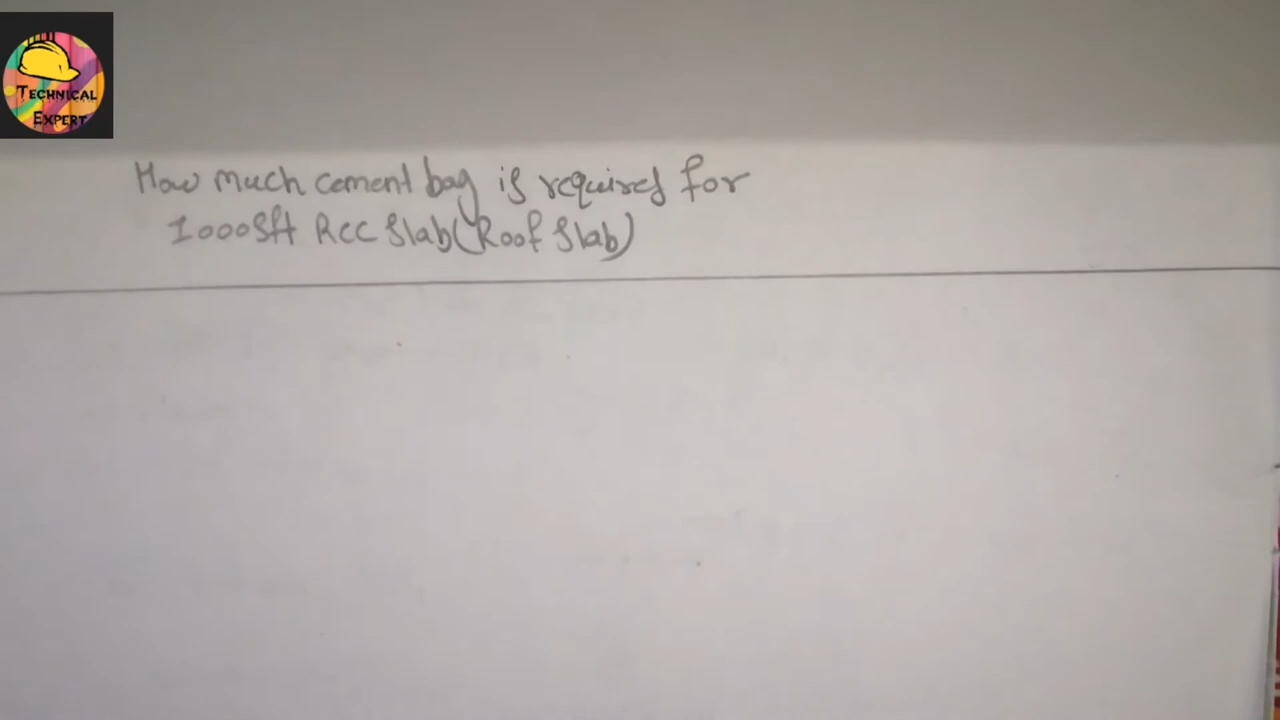 TECHNICAL
EXPERT
How much cement bag is required for
1000sft Rcc slab (Roof slab)